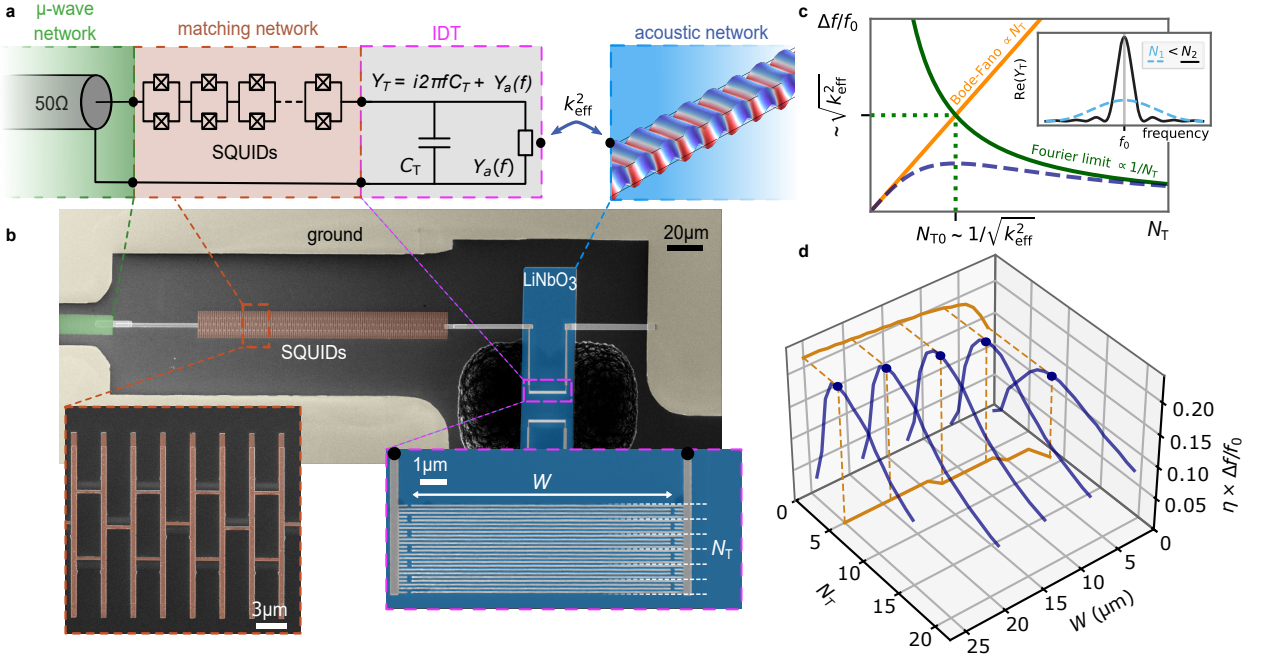 a
μ-wave
network
matching network
IDT
acoustic network
50Ω
SQUIDs
Y_T = i2πfC_T + Y_a(f)
C_T
Y_a(f)
k²_eff
b
ground
20μm
LiNbO₃
SQUIDs
3μm
1μm
W
N_T
c
Δf/f₀
~√k²_eff
Bode-Fano ∝ N_T
Fourier limit ∝1/N_T
N_T0 ~ 1/√k²_eff
N_T
Re(Y_T)
N₁ < N₂
f₀
frequency
d
0
5
10
15
20
N_T
25
20
15
10
5
0
W (μm)
0.20
0.15
0.10
0.05
η × Δf/f₀